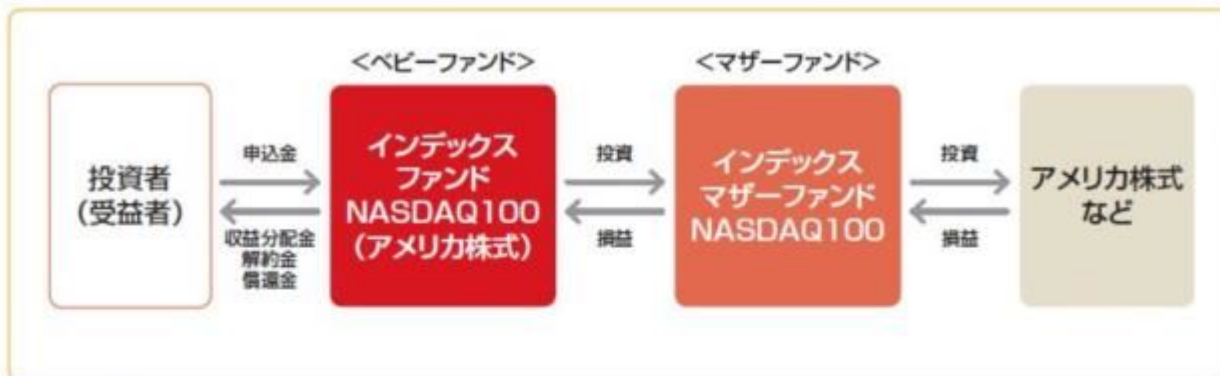 <ベビーファンド>
<マザーファンド>
投資者
(受益者)
申込金
収益分配金
解約金
償還金
インデックス
ファンド
NASDAQ100
(アメリカ株式)
投資
損益
インデックス
マザーファンド
NASDAQ100
投資
損益
アメリカ株式
など